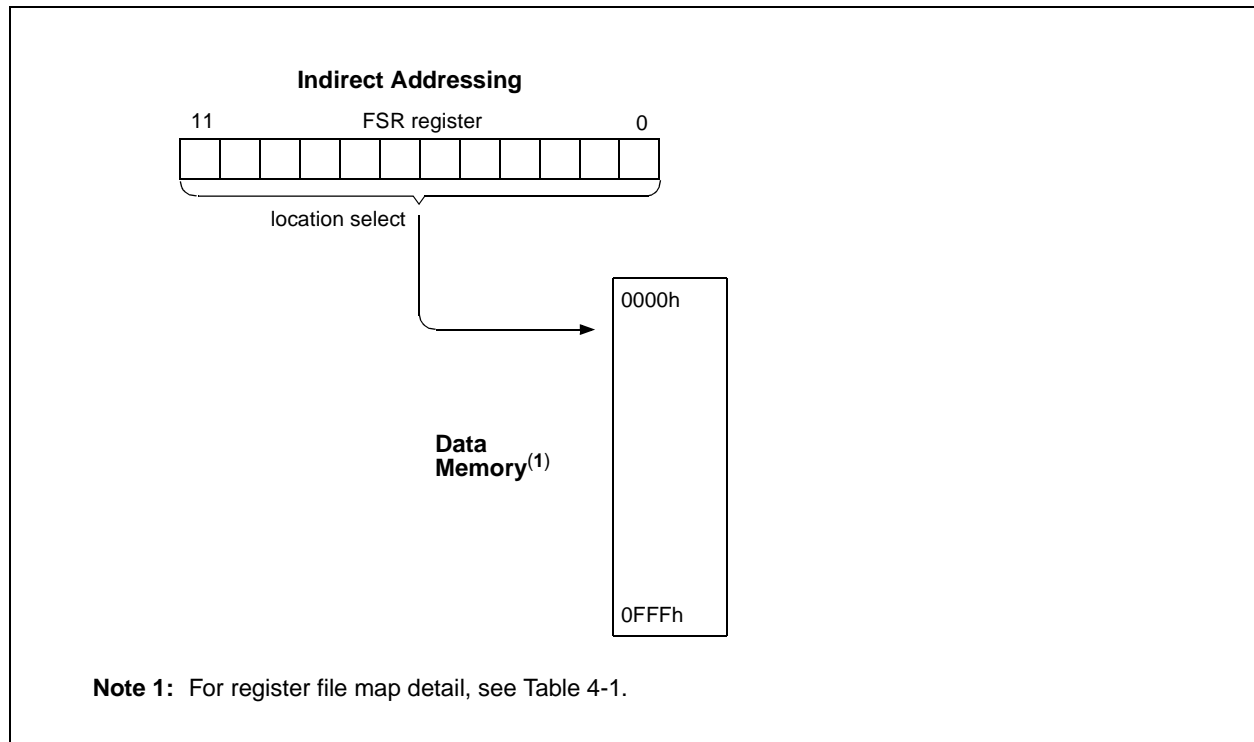 Indirect Addressing
11 FSR register 0
location select
0000h
Data
Memory(1)
0FFFh
Note 1: For register file map detail, see Table 4-1.